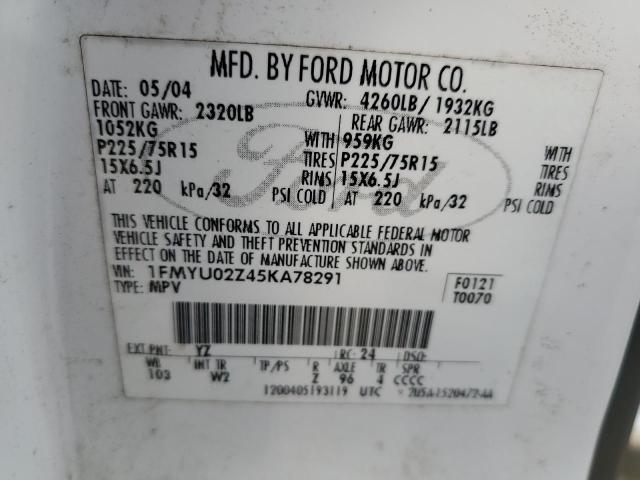 MFD. BY FORD MOTOR CO.
DATE: 05/04 GVWR: 4260LB/ 1932KG
FRONT GAWR: 2320LB REAR GAWR: 2115LB
1052KG WITH 959KG WITH
P225/75R15 TIRES P225/75R15 TIRES
15X6.5J RIMS 15X6.5J RIMS
AT 220 kPa/32 PSI COLD AT 220 kPa/32 PSI COLD
Ford
THIS VEHICLE CONFORMS TO ALL APPLICABLE FEDERAL MOTOR
VEHICLE SAFETY AND THEFT PREVENTION STANDARDS IN
EFFECT ON THE DATE OF MANUFACTURE SHOWN ABOVE.
VIN: 1FMYU02Z45KA78291 F0121
TYPE: MPV T0070
EXT PNT: YZ RC: 24 DSO:
WB INT TR TP/PS R AXLE TR SPR
103 W2 Z 96 4 CCCC
1200405193119 UTC